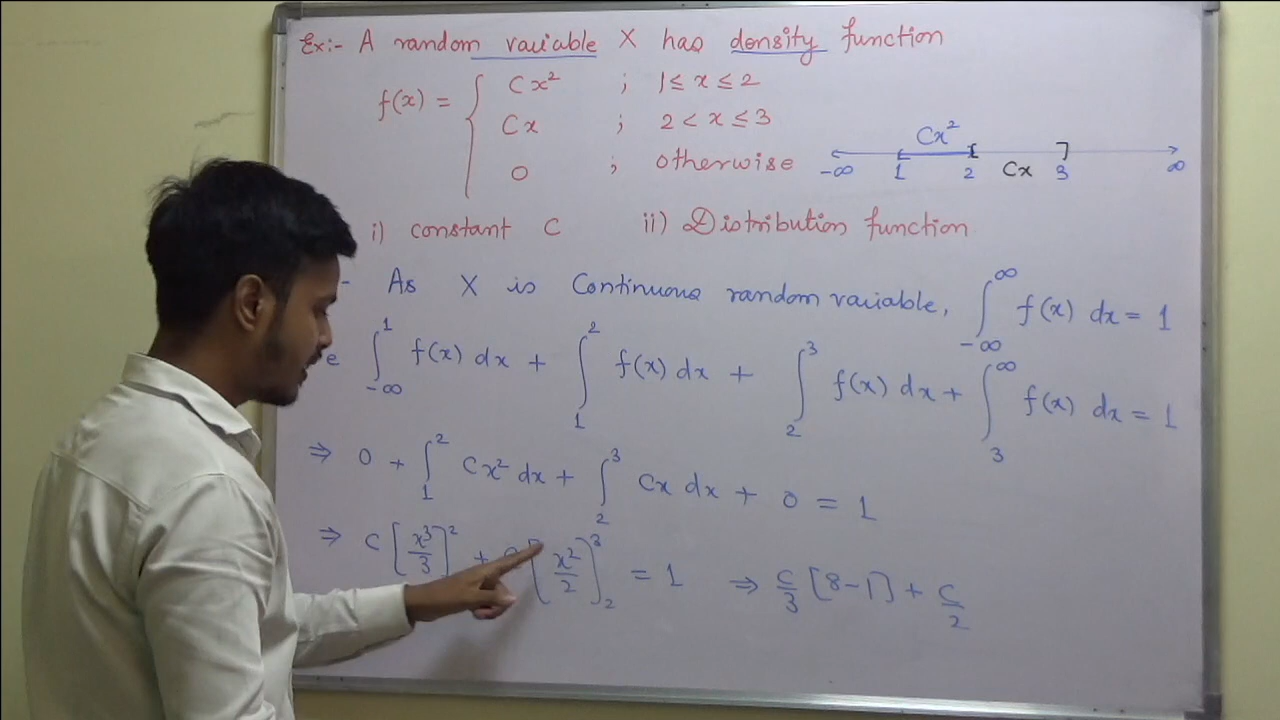 Ex:- A random variable X has density function
f(x) = { Cx² ; 1 ≤ x ≤ 2
Cx ; 2 < x ≤ 3
0 ; otherwise
Cx²
-∞ 1 2 Cx 3 ∞
i) constant C ii) Distribution function
- As X is Continuous random variable, ∫_{-∞}^{∞} f(x) dx = 1
e ∫_{-∞}^{1} f(x) dx + ∫_{1}^{2} f(x) dx + ∫_{2}^{3} f(x) dx + ∫_{3}^{∞} f(x) dx = 1
⇒ 0 + ∫_{1}^{2} Cx² dx + ∫_{2}^{3} Cx dx + 0 = 1
⇒ C [x³/3]² + [x²/2]_{2}^{3} = 1 ⇒ C/3 [8-1] + C/2